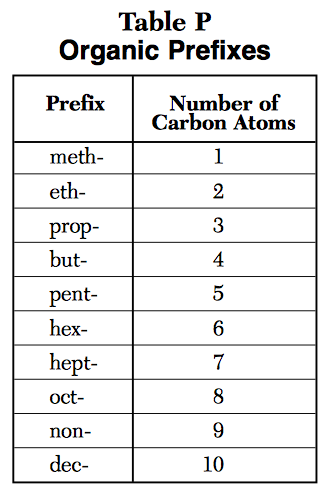 Table P
Organic Prefixes
Prefix Number of
Carbon Atoms
meth- 1
eth- 2
prop- 3
but- 4
pent- 5
hex- 6
hept- 7
oct- 8
non- 9
dec- 10